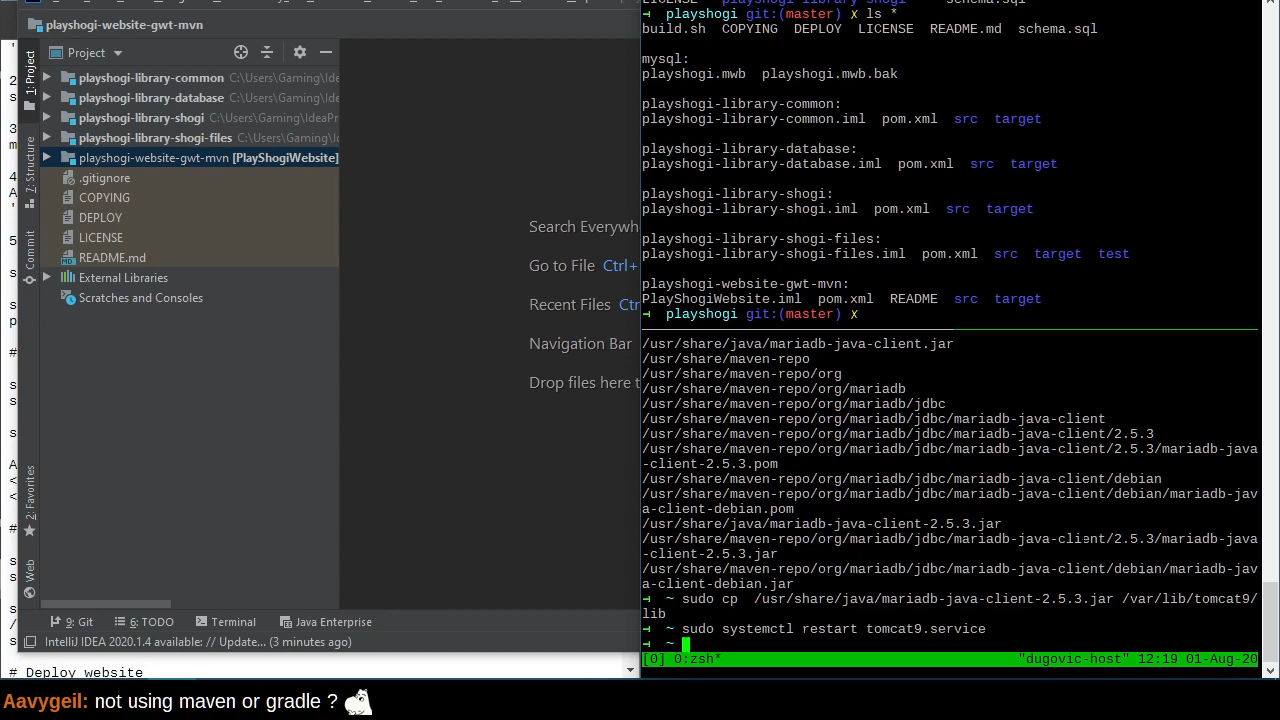 playshogi-website-gwt-mvn
Project
playshogi-library-common C:\Users\Gaming\Ide
playshogi-library-database C:\Users\Gaming\I
playshogi-library-shogi C:\Users\Gaming\IdeaPr
playshogi-library-shogi-files C:\Users\Gaming\I
playshogi-website-gwt-mvn [PlayShogiWebsite]
.gitignore
COPYING
DEPLOY
LICENSE
README.md
External Libraries
Scratches and Consoles
1: Project
7: Structure
Commit
2: Favorites
Web
Search Everywh
Go to File Ctrl+
Recent Files Ctr
Navigation Bar
Drop files here t
9: Git
6: TODO
Terminal
Java Enterprise
IntelliJ IDEA 2020.1.4 available: // Update... (3 minutes ago)
# Deploy website
→ playshogi git:(master) ✗ ls *
build.sh COPYING DEPLOY LICENSE README.md schema.sql
mysql:
playshogi.mwb playshogi.mwb.bak
playshogi-library-common:
playshogi-library-common.iml pom.xml src target
playshogi-library-database:
playshogi-library-database.iml pom.xml src target
playshogi-library-shogi:
playshogi-library-shogi.iml pom.xml src target
playshogi-library-shogi-files:
playshogi-library-shogi-files.iml pom.xml src target test
playshogi-website-gwt-mvn:
PlayShogiWebsite.iml pom.xml README src target
→ playshogi git:(master) ✗
/usr/share/java/mariadb-java-client.jar
/usr/share/maven-repo
/usr/share/maven-repo/org
/usr/share/maven-repo/org/mariadb
/usr/share/maven-repo/org/mariadb/jdbc
/usr/share/maven-repo/org/mariadb/jdbc/mariadb-java-client
/usr/share/maven-repo/org/mariadb/jdbc/mariadb-java-client/2.5.3
/usr/share/maven-repo/org/mariadb/jdbc/mariadb-java-client/2.5.3/mariadb-java
-client-2.5.3.pom
/usr/share/maven-repo/org/mariadb/jdbc/mariadb-java-client/debian
/usr/share/maven-repo/org/mariadb/jdbc/mariadb-java-client/debian/mariadb-jav
a-client-debian.pom
/usr/share/java/mariadb-java-client-2.5.3.jar
/usr/share/maven-repo/org/mariadb/jdbc/mariadb-java-client/2.5.3/mariadb-java
-client-2.5.3.jar
/usr/share/maven-repo/org/mariadb/jdbc/mariadb-java-client/debian/mariadb-jav
a-client-debian.jar
→ ~ sudo cp /usr/share/java/mariadb-java-client-2.5.3.jar /var/lib/tomcat9/
lib
→ ~ sudo systemctl restart tomcat9.service
→ ~
[0] 0:zsh* "dugovic-host" 12:19 01-Aug-20
Aavygeil: not using maven or gradle ?